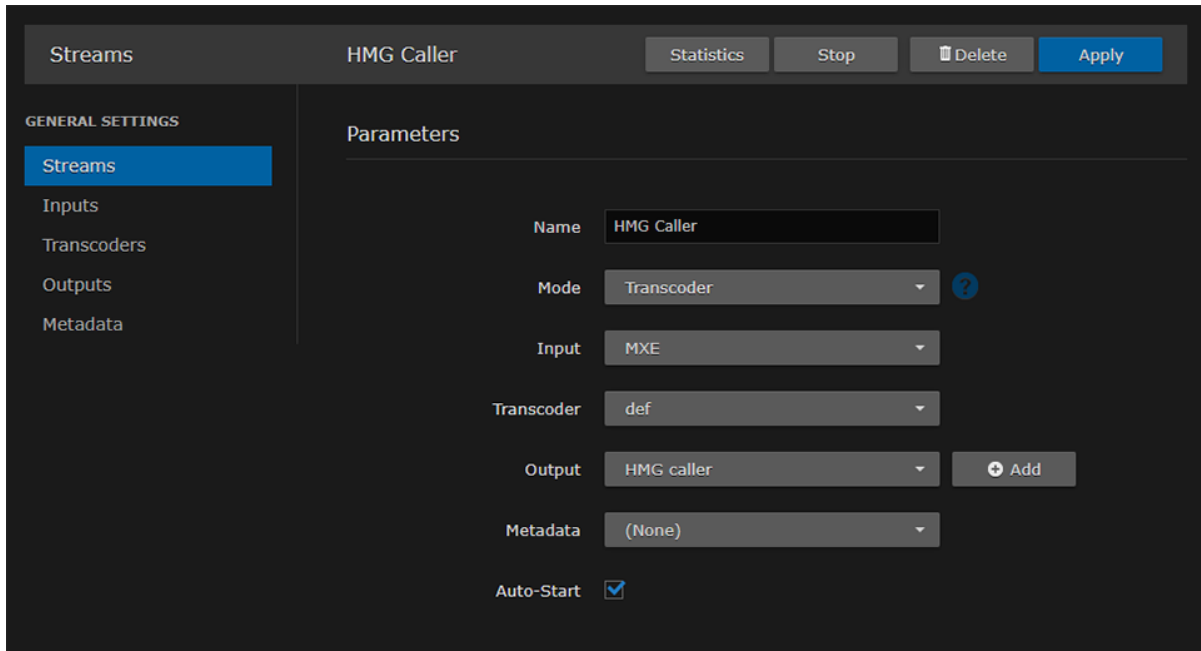 Streams HMG Caller Statistics Stop Delete Apply
GENERAL SETTINGS
Streams
Inputs
Transcoders
Outputs
Metadata
Parameters
Name HMG Caller
Mode Transcoder ?
Input MXE
Transcoder def
Output HMG caller Add
Metadata (None)
Auto-Start